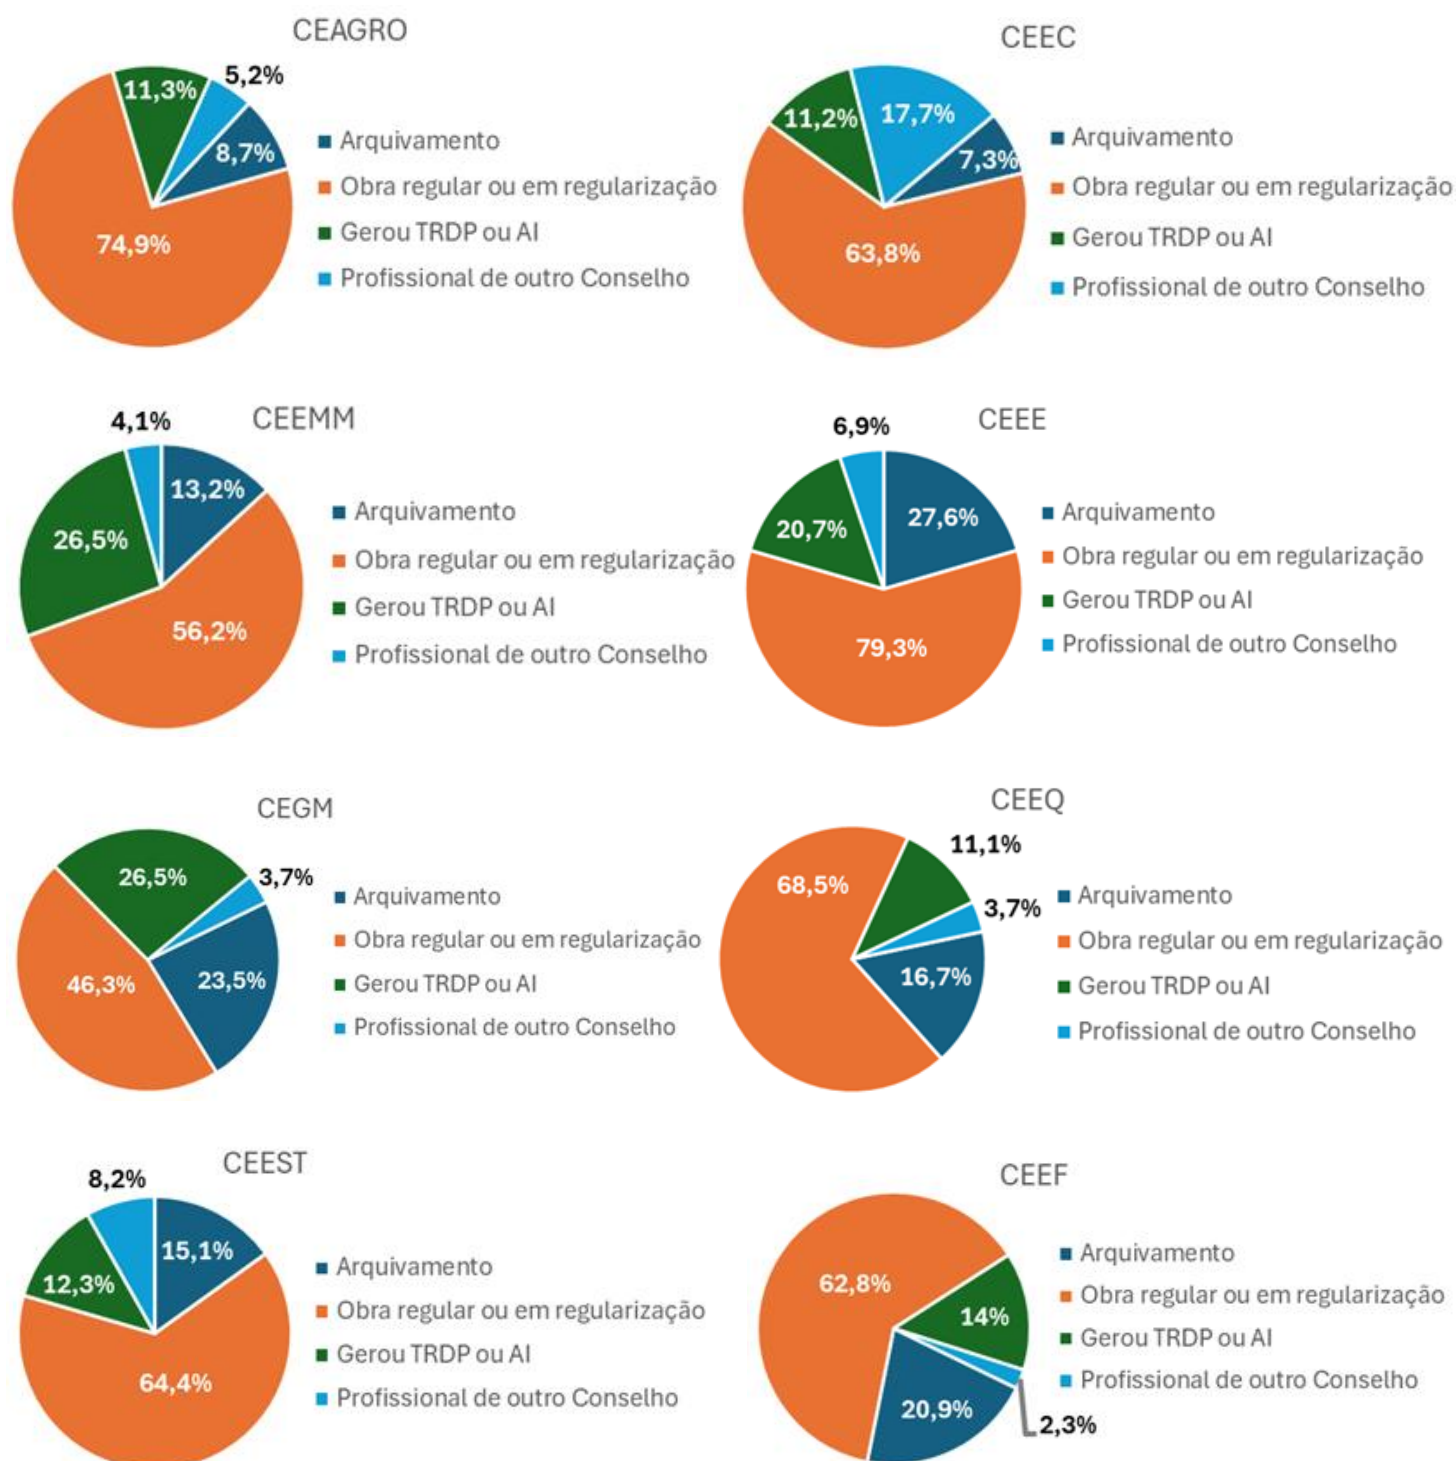 CEAGRO
11,3%
5,2%
8,7%
74,9%
Arquivamento
Obra regular ou em regularização
Gerou TRDP ou AI
Profissional de outro Conselho
CEEC
11,2%
17,7%
7,3%
63,8%
Arquivamento
Obra regular ou em regularização
Gerou TRDP ou AI
Profissional de outro Conselho
CEEMM
4,1%
13,2%
26,5%
56,2%
Arquivamento
Obra regular ou em regularização
Gerou TRDP ou AI
Profissional de outro Conselho
CEEE
6,9%
27,6%
20,7%
79,3%
Arquivamento
Obra regular ou em regularização
Gerou TRDP ou AI
Profissional de outro Conselho
CEGM
26,5%
3,7%
23,5%
46,3%
Arquivamento
Obra regular ou em regularização
Gerou TRDP ou AI
Profissional de outro Conselho
CEEQ
11,1%
68,5%
3,7%
16,7%
Arquivamento
Obra regular ou em regularização
Gerou TRDP ou AI
Profissional de outro Conselho
CEEST
8,2%
15,1%
12,3%
64,4%
Arquivamento
Obra regular ou em regularização
Gerou TRDP ou AI
Profissional de outro Conselho
CEEF
62,8%
14%
20,9%
2,3%
Arquivamento
Obra regular ou em regularização
Gerou TRDP ou AI
Profissional de outro Conselho